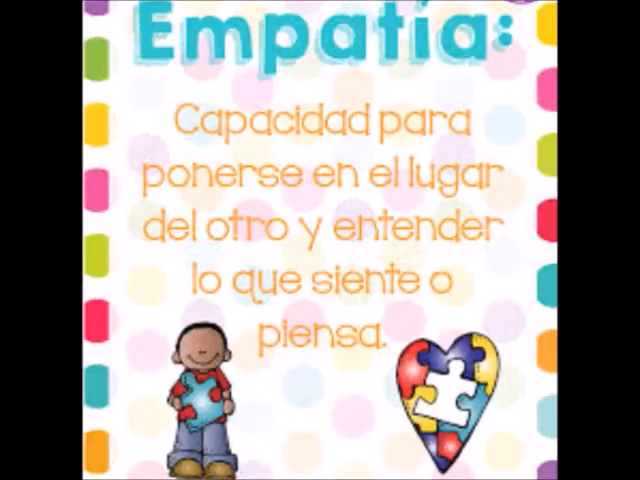 Empatía:
Capacidad para
ponerse en el lugar
del otro y entender
lo que siente o
piensa.